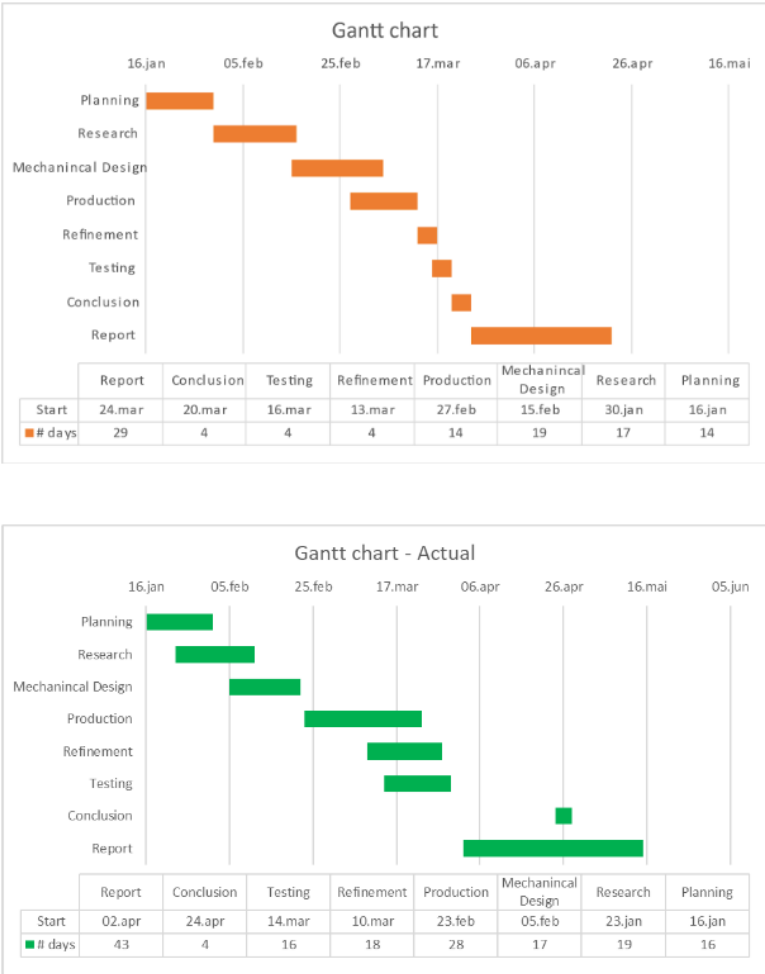 Gantt chart
16.jan 05.feb 25.feb 17.mar 06.apr 26.apr 16.mai
Planning
Research
Mechanincal Design
Production
Refinement
Testing
Conclusion
Report
Report Conclusion Testing Refinement Production Mechanincal Design Research Planning
Start 24.mar 20.mar 16.mar 13.mar 27.feb 15.feb 30.jan 16.jan
# days 29 4 4 4 14 19 17 14
Gantt chart - Actual
16.jan 05.feb 25.feb 17.mar 06.apr 26.apr 16.mai 05.jun
Planning
Research
Mechanincal Design
Production
Refinement
Testing
Conclusion
Report
Report Conclusion Testing Refinement Production Mechanincal Design Research Planning
Start 02.apr 24.apr 14.mar 10.mar 23.feb 05.feb 23.jan 16.jan
# days 43 4 16 18 28 17 19 16